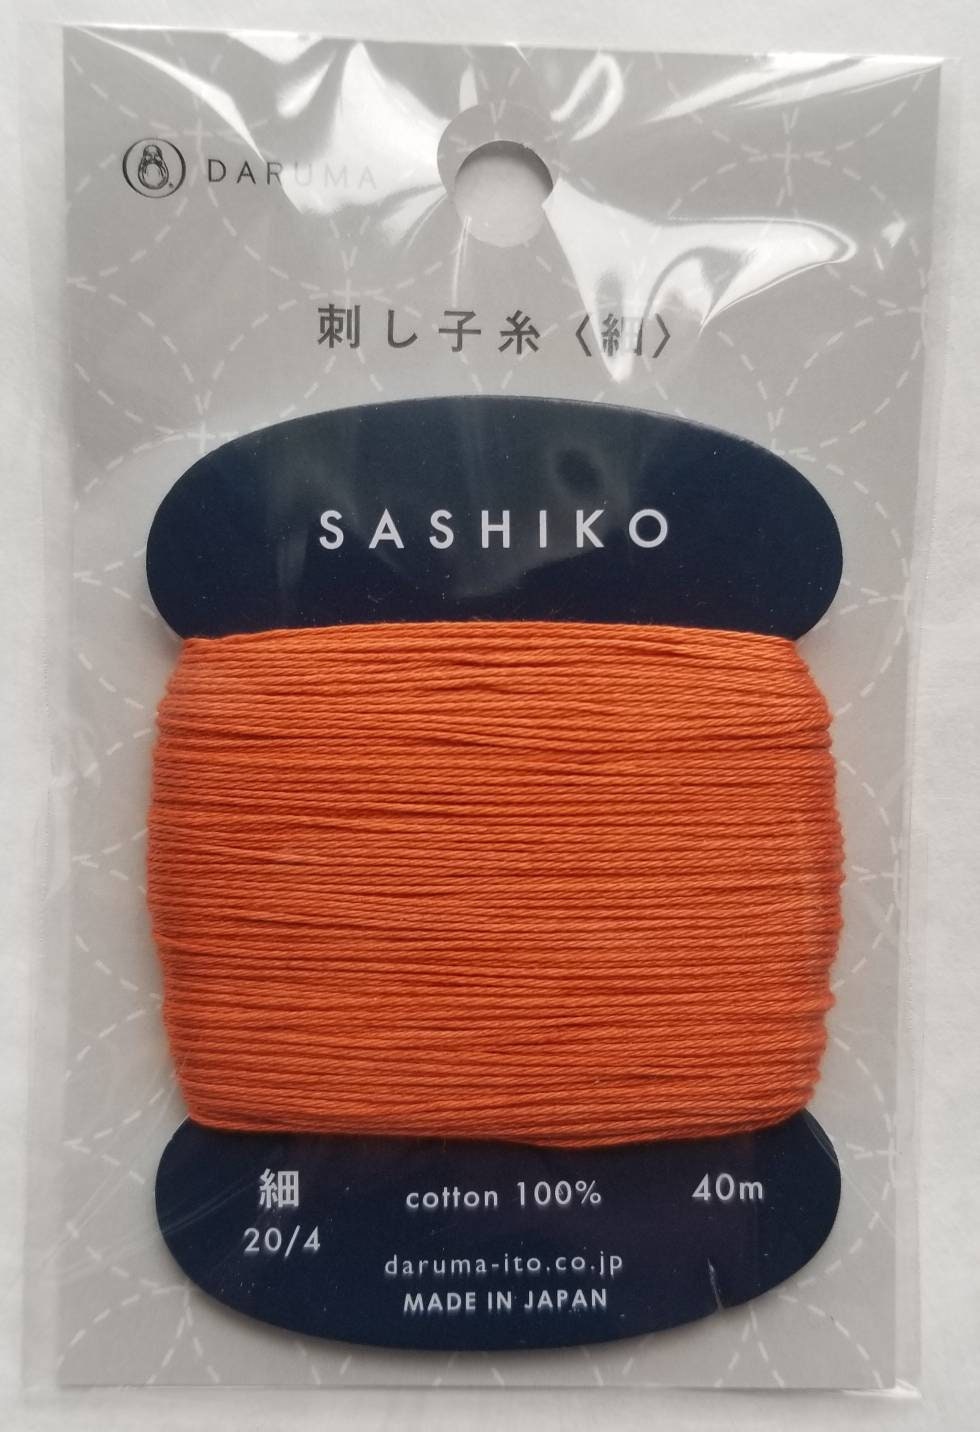 DARUMA
刺し子糸〈細〉
SASHIKO
細
20/4
cotton 100%
40m
daruma-ito.co.jp
MADE IN JAPAN